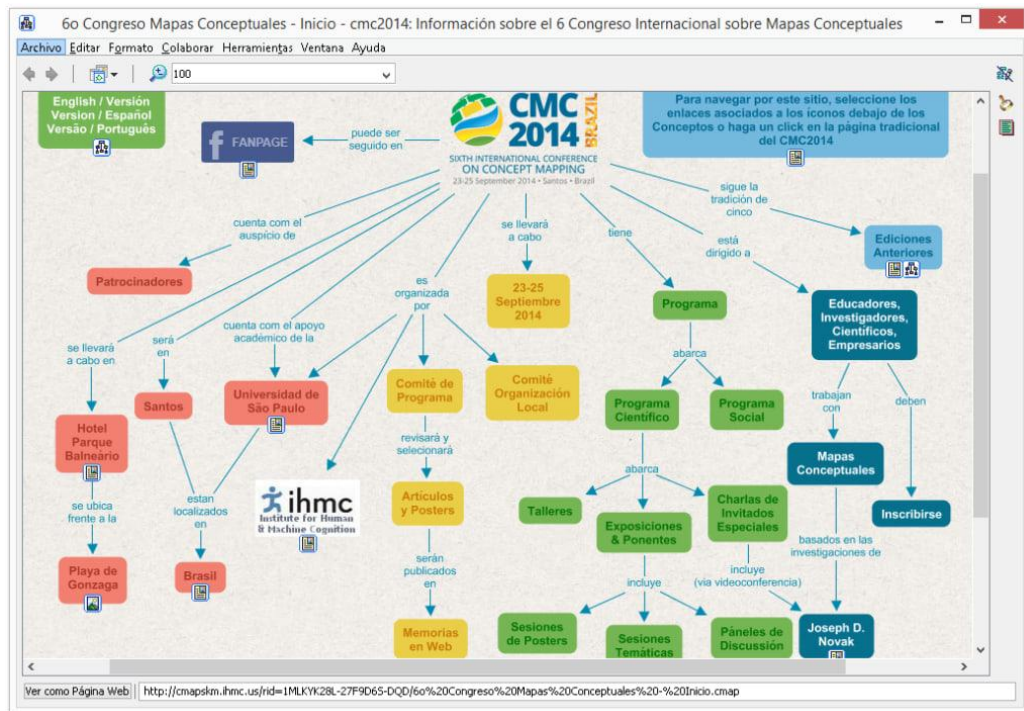 6o Congreso Mapas Conceptuales - Inicio - cmc2014: Información sobre el 6 Congreso Internacional sobre Mapas Conceptuales
Archivo Editar Formato Colaborar Herramientas Ventana Ayuda
100
English / Versión
Version / Español
Versão / Português
f FANPAGE
puede ser
seguido en
CMC
2014
BRAZIL
SIXTH INTERNATIONAL CONFERENCE
ON CONCEPT MAPPING
23-25 September 2014 • Santos • Brazil
Para navegar por este sitio, seleccione los
enlaces asociados a los íconos debajo de los
Conceptos o haga un click en la página tradicional
del CMC2014
sigue la
tradición de
cinco
cuenta com el
auspício de
se llevará
a cabo
tiene
está
dirigido a
Ediciones
Anteriores
Patrocinadores
es
organizada
por
23-25
Septiembre
2014
Programa
Educadores,
Investigadores,
Científicos,
Empresarios
se llevará
a cabo en
será
en
cuenta com el apoyo
académico de la
abarca
Santos
Universidad de
São Paulo
Comité de
Programa
Comité
Organización
Local
Programa
Científico
Programa
Social
trabajan
con
deben
Hotel
Parque
Balneário
revisará y
seleccionará
abarca
Mapas
Conceptuales
se ubica
frente a la
estan
localizados
en
ihmc
Institute for Human
& Machine Cognition
Artículos
y Posters
Talleres
Exposiciones
& Ponentes
Charlas de
Invitados
Especiales
Inscribirse
basados en las
investigaciones de
Playa de
Gonzaga
Brasil
serán
publicados
en
incluye
incluye
(via videoconferencia)
Memorias
en Web
Sesiones
de Posters
Sesiones
Temáticas
Páneles de
Discusión
Joseph D.
Novak
Ver como Página Web
http://cmapskm.ihmc.us/rid=1MLKYK28L-27F9D6S-DQD/6o%20Congreso%20Mapas%20Conceptuales%20-%20Inicio.cmap